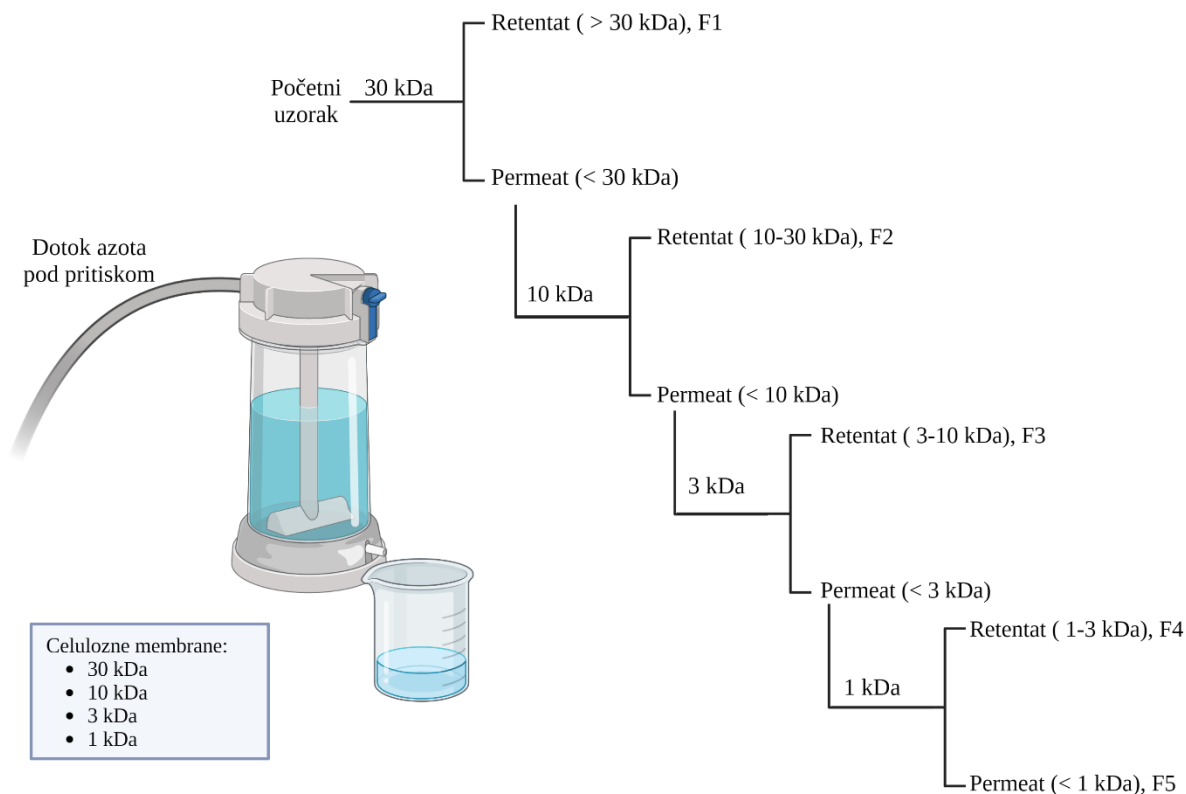 Retentat ( > 30 kDa), F1
Početni
uzorak
30 kDa
Permeat (< 30 kDa)
Dotok azota
pod pritiskom
Retentat ( 10-30 kDa), F2
10 kDa
Permeat (< 10 kDa)
Retentat ( 3-10 kDa), F3
3 kDa
Permeat (< 3 kDa)
Retentat ( 1-3 kDa), F4
1 kDa
Permeat (< 1 kDa), F5
Celulozne membrane:
• 30 kDa
• 10 kDa
• 3 kDa
• 1 kDa